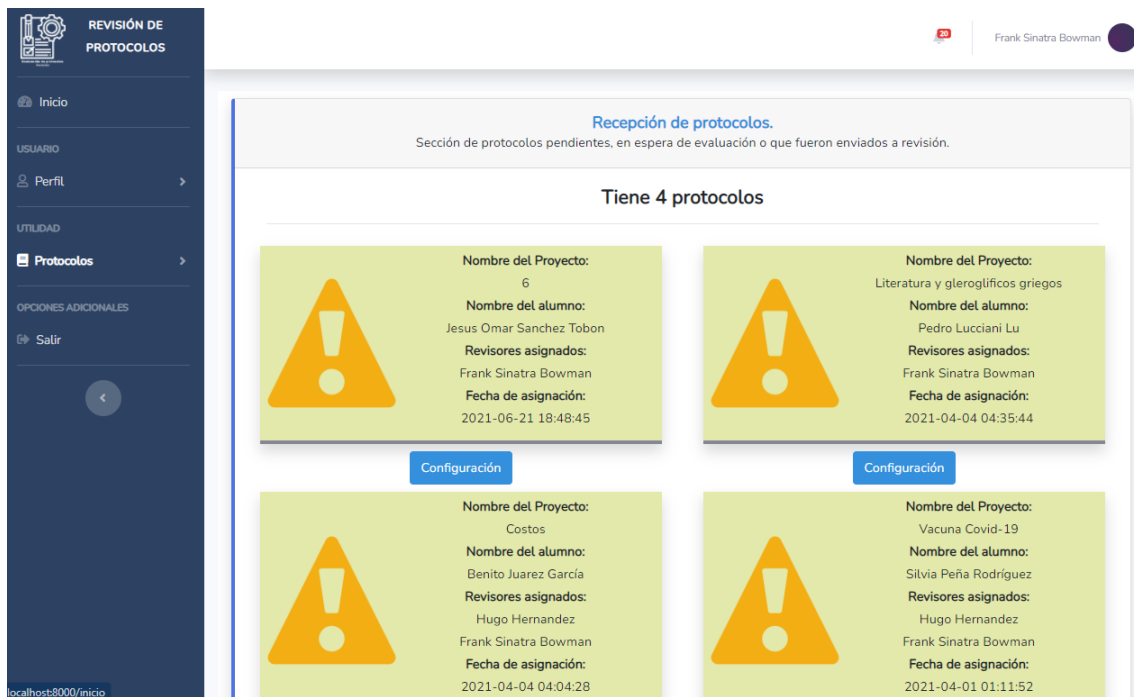 REVISIÓN DE
PROTOCOLOS
20
Frank Sinatra Bowman
Inicio
USUARIO
Perfil
UTILIDAD
Protocolos
OPCIONES ADICIONALES
Salir
localhost:8000/inicio
Recepción de protocolos.
Sección de protocolos pendientes, en espera de evaluación o que fueron enviados a revisión.
Tiene 4 protocolos
Nombre del Proyecto:
6
Nombre del alumno:
Jesus Omar Sanchez Tobon
Revisores asignados:
Frank Sinatra Bowman
Fecha de asignación:
2021-06-21 18:48:45
Configuración
Nombre del Proyecto:
Literatura y gleroglificos griegos
Nombre del alumno:
Pedro Lucciani Lu
Revisores asignados:
Frank Sinatra Bowman
Fecha de asignación:
2021-04-04 04:35:44
Configuración
Nombre del Proyecto:
Costos
Nombre del alumno:
Benito Juarez García
Revisores asignados:
Hugo Hernandez
Frank Sinatra Bowman
Fecha de asignación:
2021-04-04 04:04:28
Nombre del Proyecto:
Vacuna Covid-19
Nombre del alumno:
Silvia Peña Rodríguez
Revisores asignados:
Hugo Hernandez
Frank Sinatra Bowman
Fecha de asignación:
2021-04-01 01:11:52